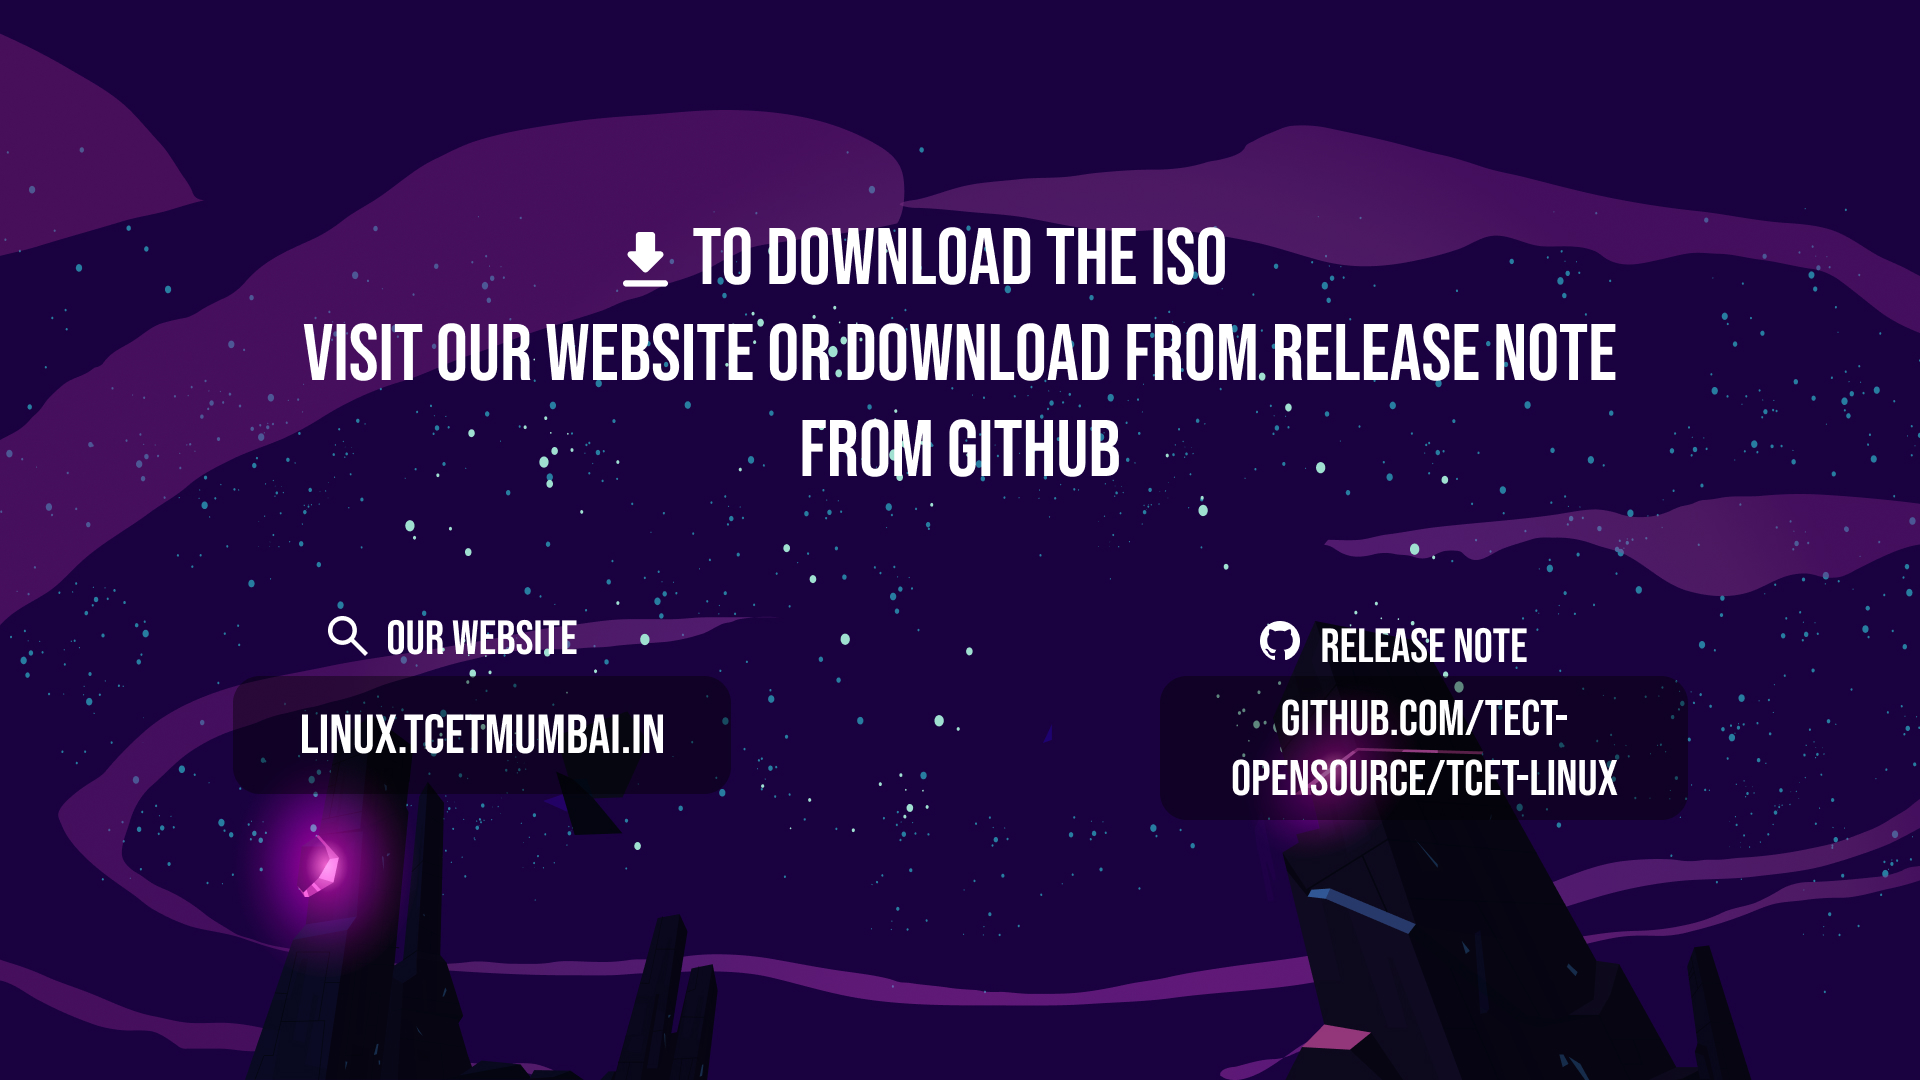 TO DOWNLOAD THE ISO
VISIT OUR WEBSITE OR DOWNLOAD FROM RELEASE NOTE
FROM GITHUB
OUR WEBSITE
LINUX.TCETMUMBAI.IN
RELEASE NOTE
GITHUB.COM/TECT-
OPENSOURCE/TCET-LINUX